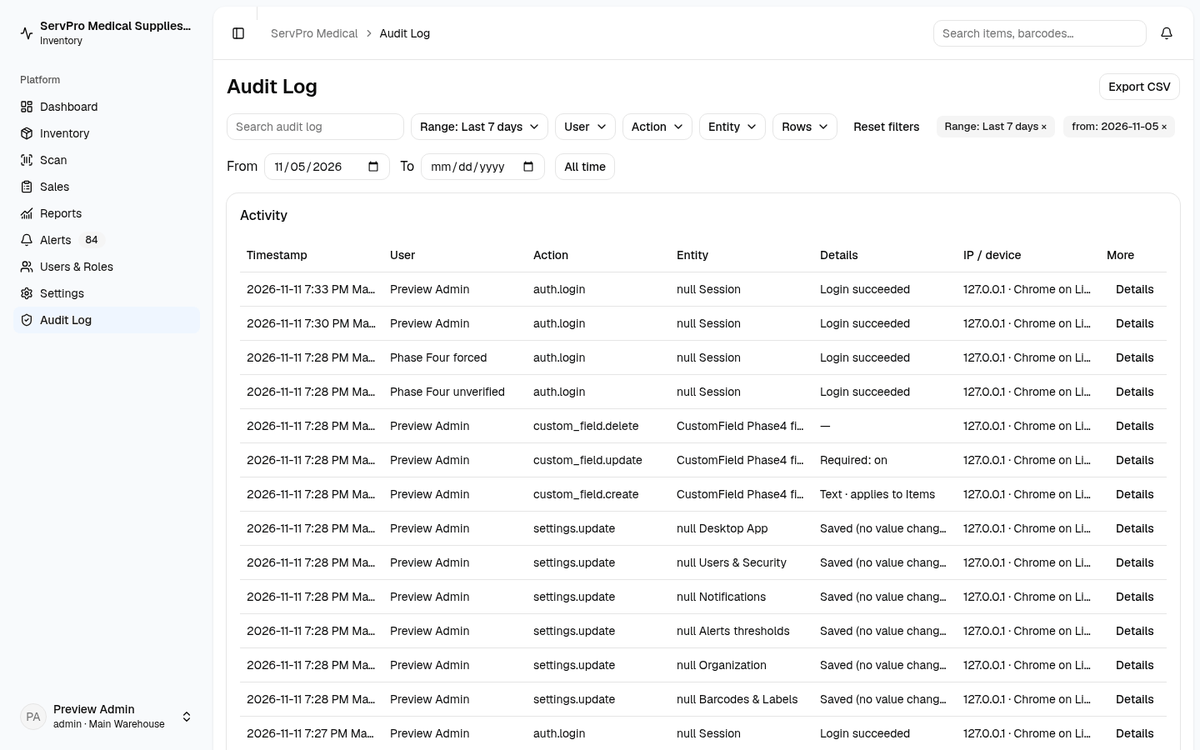 ServPro Medical Supplies...
Inventory
Platform
Dashboard
Inventory
Scan
Sales
Reports
Alerts 84
Users & Roles
Settings
Audit Log
PA
Preview Admin
admin · Main Warehouse
ServPro Medical > Audit Log
Search items, barcodes...
Audit Log
Export CSV
Search audit log
Range: Last 7 days
User
Action
Entity
Rows
Reset filters
Range: Last 7 days ×
from: 2026-11-05 ×
From 11/05/2026 To mm/dd/yyyy All time
Activity
Timestamp User Action Entity Details IP / device More
2026-11-11 7:33 PM Ma... Preview Admin auth.login null Session Login succeeded 127.0.0.1 · Chrome on Li... Details
2026-11-11 7:30 PM Ma... Preview Admin auth.login null Session Login succeeded 127.0.0.1 · Chrome on Li... Details
2026-11-11 7:28 PM Ma... Phase Four forced auth.login null Session Login succeeded 127.0.0.1 · Chrome on Li... Details
2026-11-11 7:28 PM Ma... Phase Four unverified auth.login null Session Login succeeded 127.0.0.1 · Chrome on Li... Details
2026-11-11 7:28 PM Ma... Preview Admin custom_field.delete CustomField Phase4 fi... — 127.0.0.1 · Chrome on Li... Details
2026-11-11 7:28 PM Ma... Preview Admin custom_field.update CustomField Phase4 fi... Required: on 127.0.0.1 · Chrome on Li... Details
2026-11-11 7:28 PM Ma... Preview Admin custom_field.create CustomField Phase4 fi... Text · applies to Items 127.0.0.1 · Chrome on Li... Details
2026-11-11 7:28 PM Ma... Preview Admin settings.update null Desktop App Saved (no value chang... 127.0.0.1 · Chrome on Li... Details
2026-11-11 7:28 PM Ma... Preview Admin settings.update null Users & Security Saved (no value chang... 127.0.0.1 · Chrome on Li... Details
2026-11-11 7:28 PM Ma... Preview Admin settings.update null Notifications Saved (no value chang... 127.0.0.1 · Chrome on Li... Details
2026-11-11 7:28 PM Ma... Preview Admin settings.update null Alerts thresholds Saved (no value chang... 127.0.0.1 · Chrome on Li... Details
2026-11-11 7:28 PM Ma... Preview Admin settings.update null Organization Saved (no value chang... 127.0.0.1 · Chrome on Li... Details
2026-11-11 7:28 PM Ma... Preview Admin settings.update null Barcodes & Labels Saved (no value chang... 127.0.0.1 · Chrome on Li... Details
2026-11-11 7:27 PM Ma... Preview Admin auth.login null Session Login succeeded 127.0.0.1 · Chrome on Li... Details